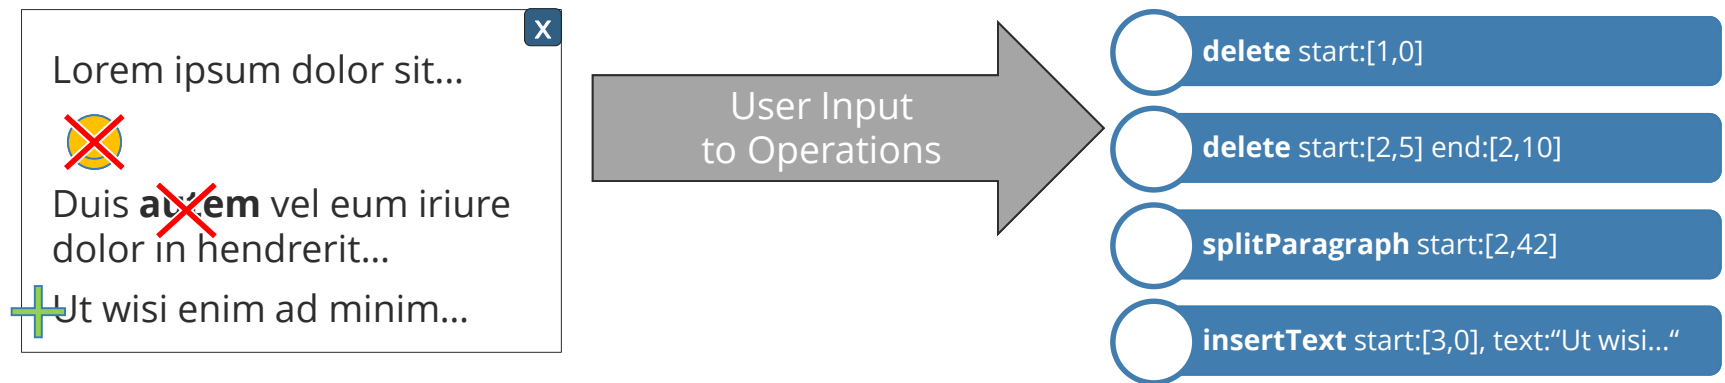 x
Lorem ipsum dolor sit...
Duis autem vel eum iriure
dolor in hendrerit...
Ut wisi enim ad minim...
User Input
to Operations
delete start:[1,0]
delete start:[2,5] end:[2,10]
splitParagraph start:[2,42]
insertText start:[3,0], text:“Ut wisi...“